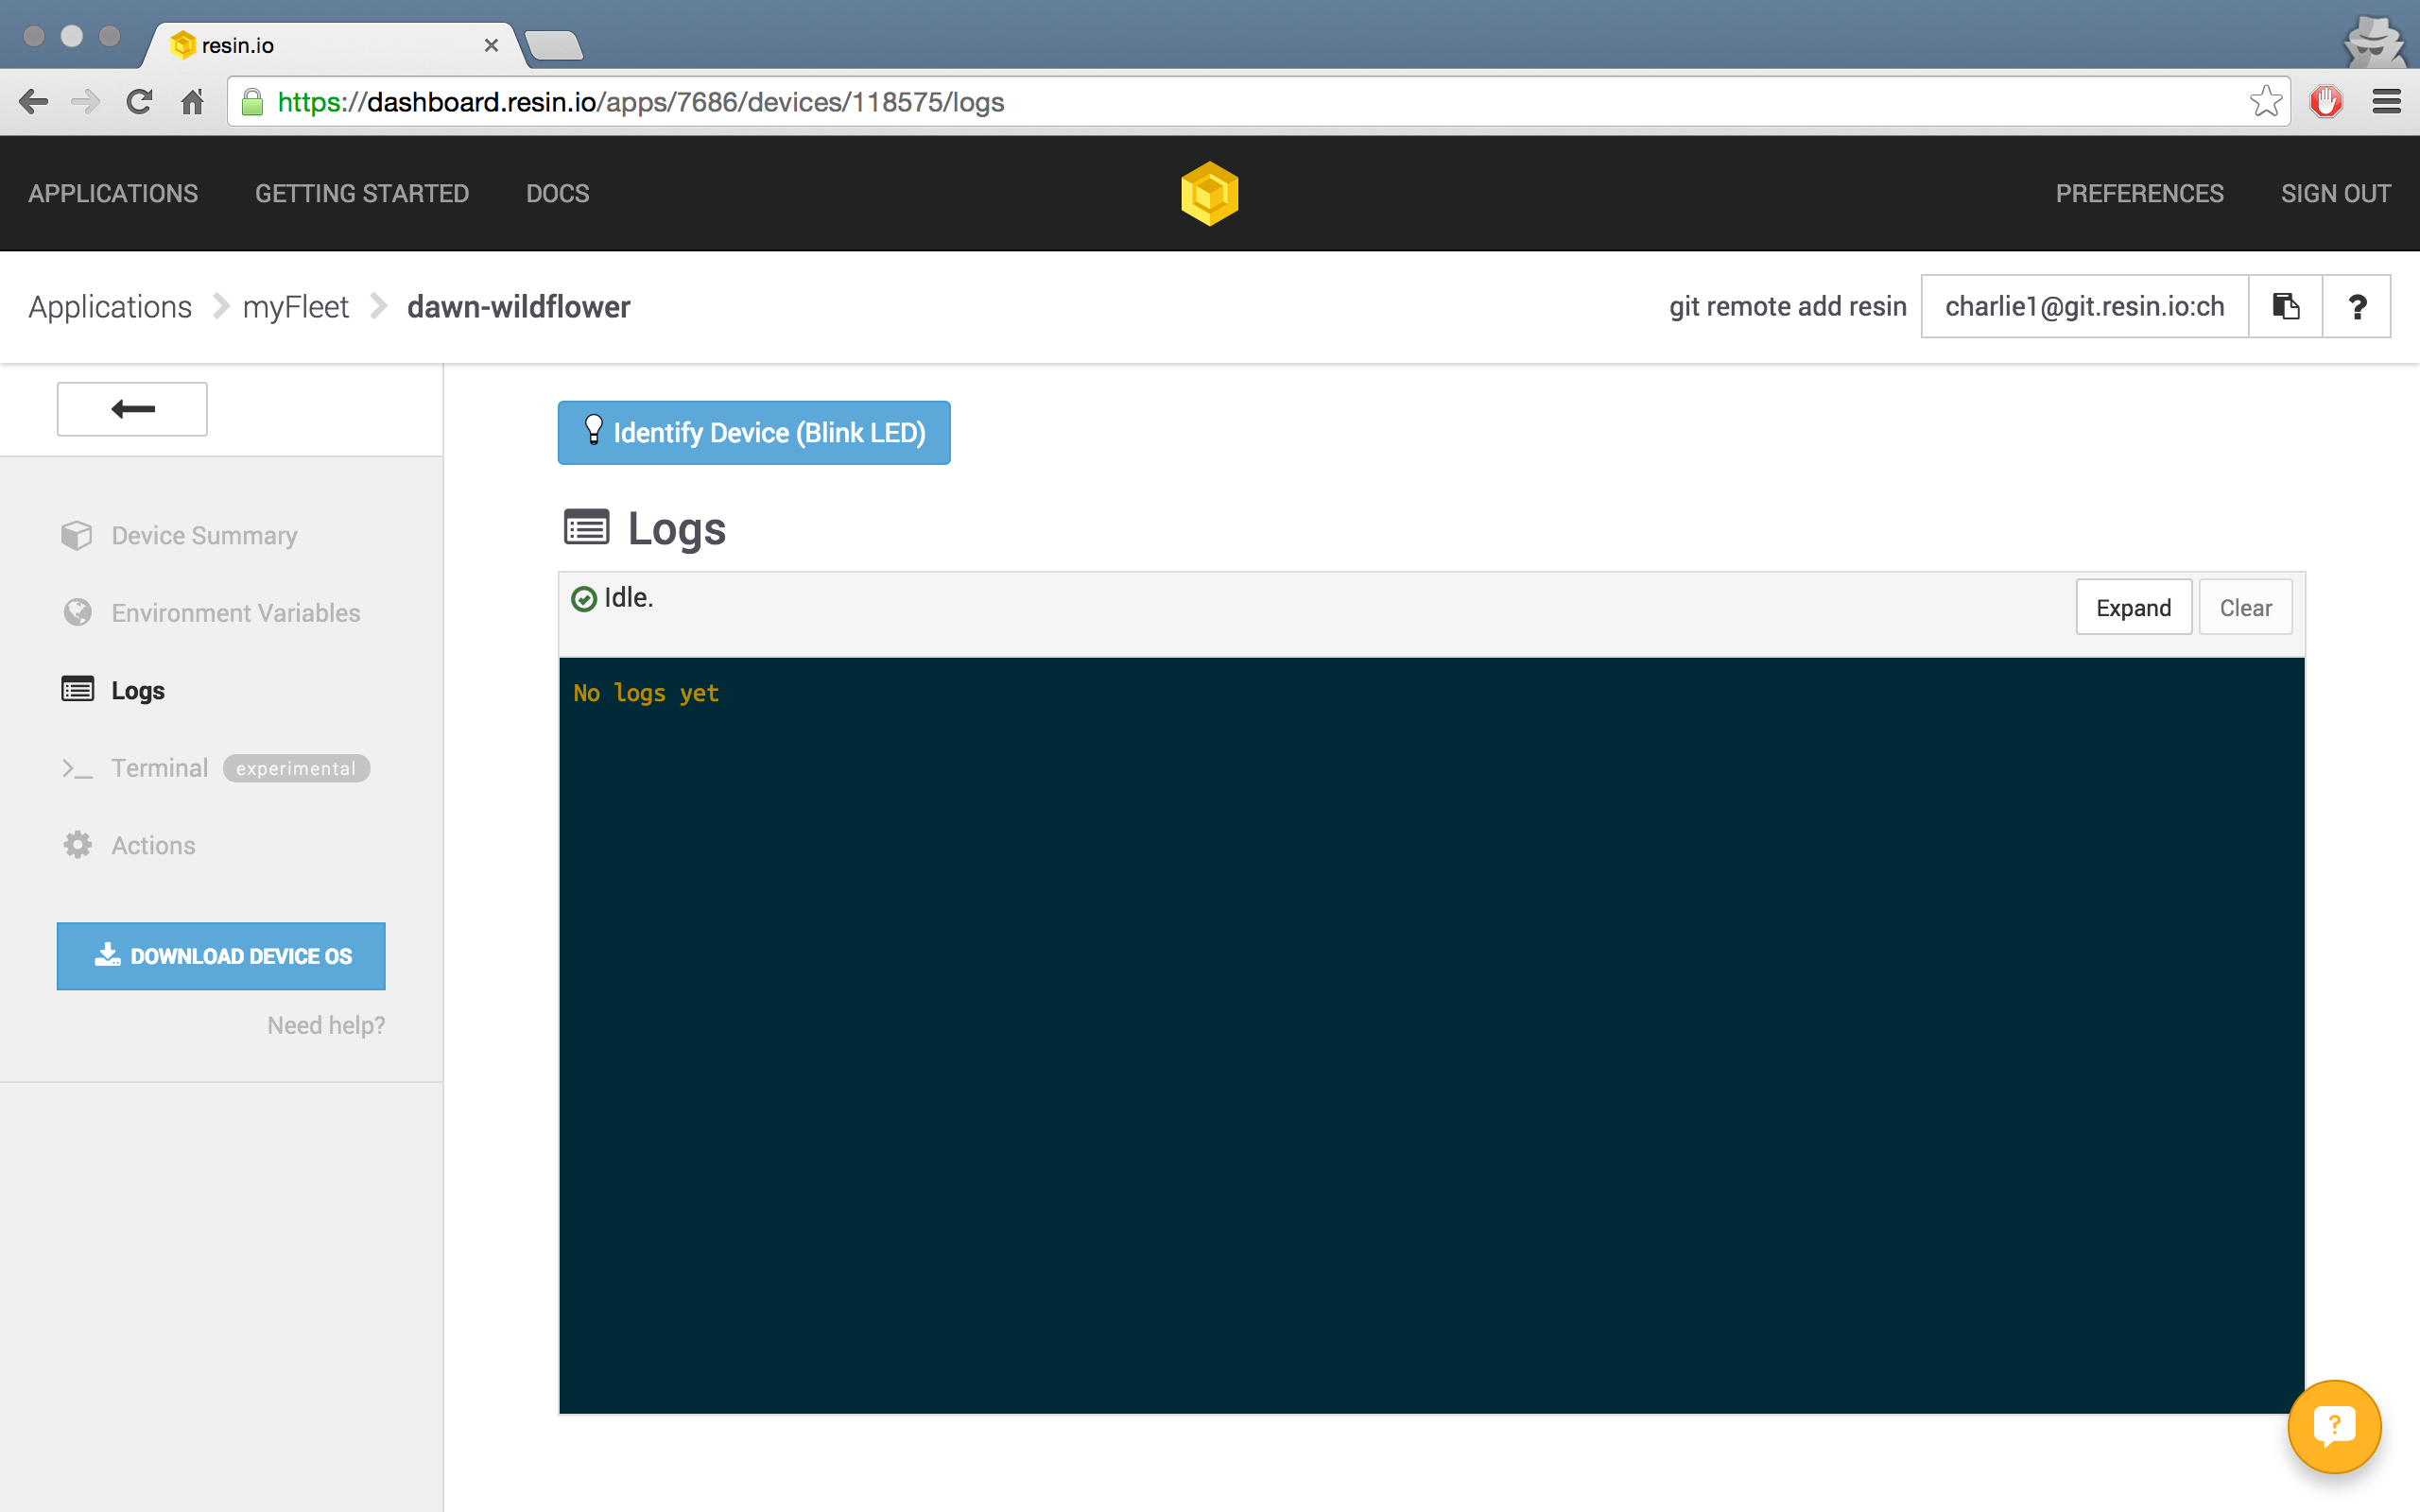 resin.io
https://dashboard.resin.io/apps/7686/devices/118575/logs
APPLICATIONS GETTING STARTED DOCS PREFERENCES SIGN OUT
Applications myFleet dawn-wildflower git remote add resin charlie1@git.resin.io:ch ?
Identify Device (Blink LED)
Logs
Idle. Expand Clear
No logs yet
Device Summary
Environment Variables
Logs
>_ Terminal experimental
Actions
DOWNLOAD DEVICE OS
Need help?
?